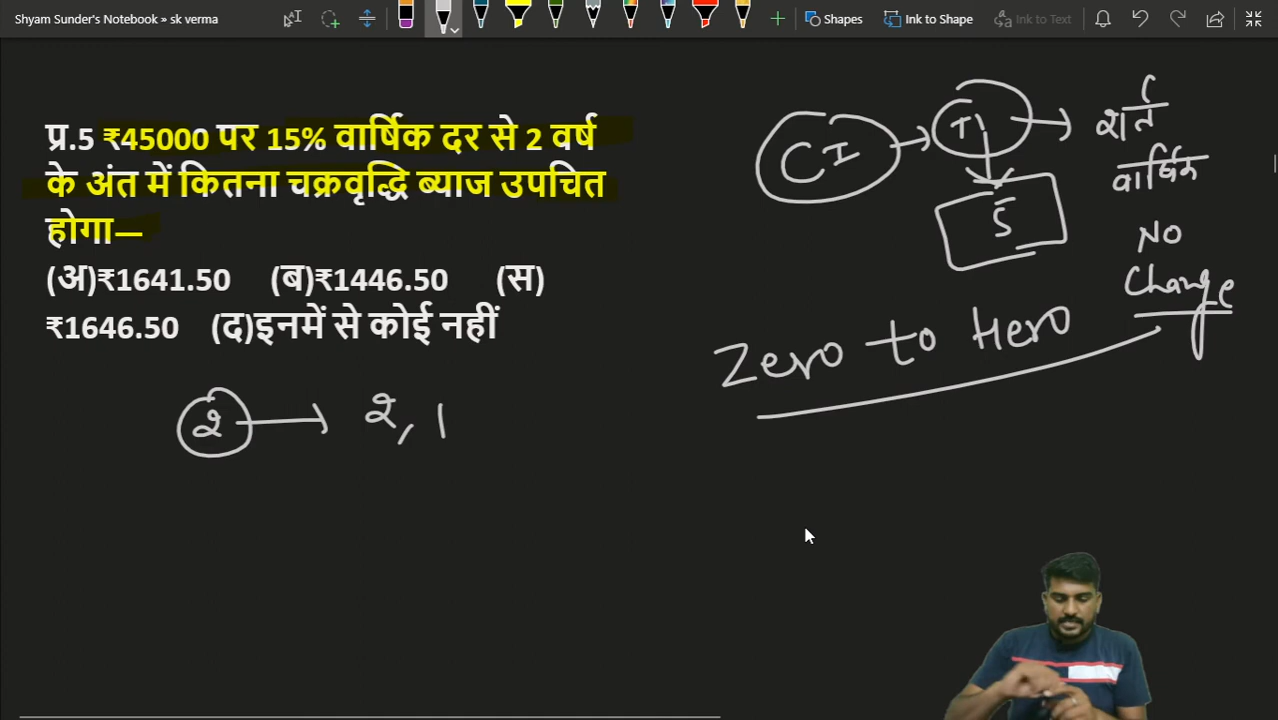 Shyam Sunder's Notebook » sk verma
Shapes
Ink to Shape
Ink to Text
प्र.5 ₹45000 पर 15% वार्षिक दर से 2 वर्ष
के अंत में कितना चक्रवृद्धि ब्याज उपचित
होगा—
(अ)₹1641.50 (ब)₹1446.50 (स)
₹1646.50 (द)इनमें से कोई नहीं
2 → 2, 1
CI → T1 → शर्त
वार्षिक
5
No
Change
Zero to Hero